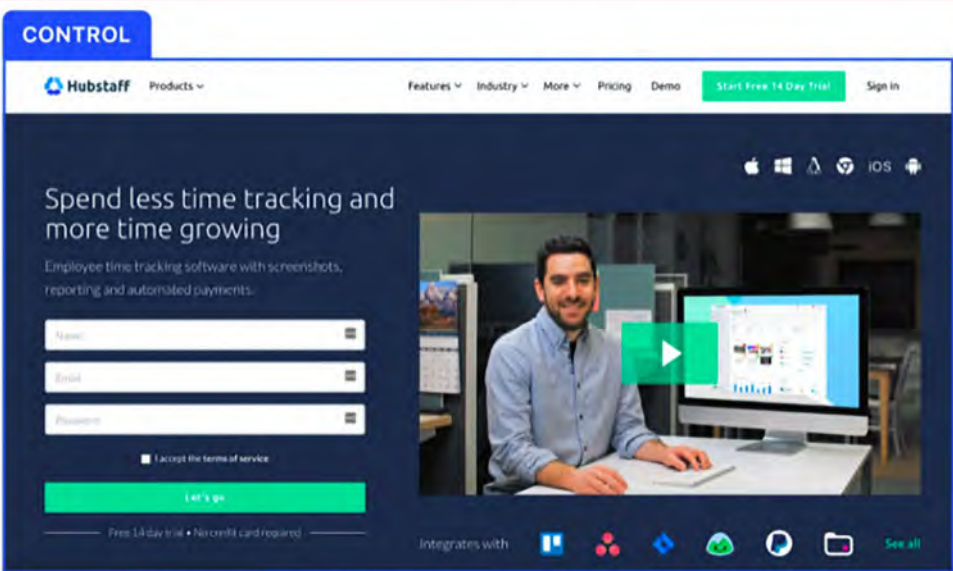 CONTROL
Hubstaff Products Features Industry More Pricing Demo Start Free 14 Day Trial Sign in
iOS
Spend less time tracking and
more time growing
Employee time tracking software with screenshots,
reporting and automated payments.
Name
Email
Password
I accept the terms of service
Let's go
Free 14 day trial • No credit card required
Integrates with See all